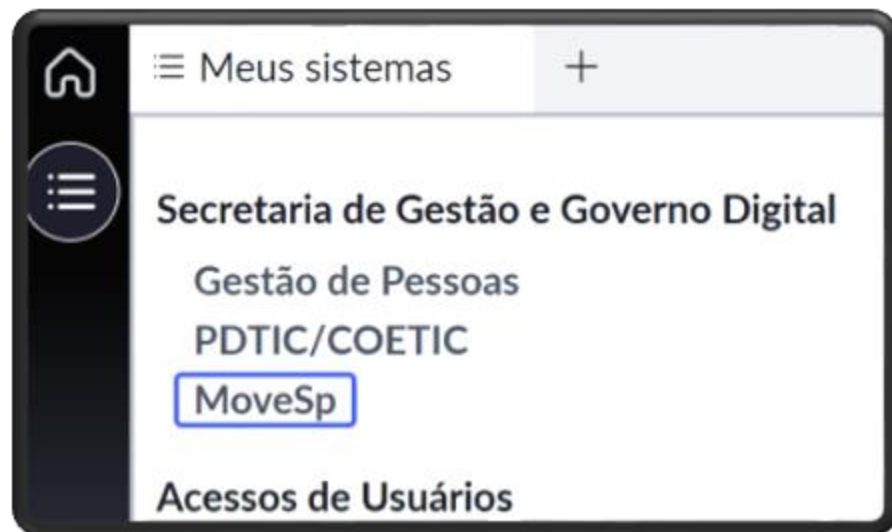 Meus sistemas
Secretaria de Gestão e Governo Digital
Gestão de Pessoas
PDTIC/COETIC
MoveSp
Acessos de Usuários